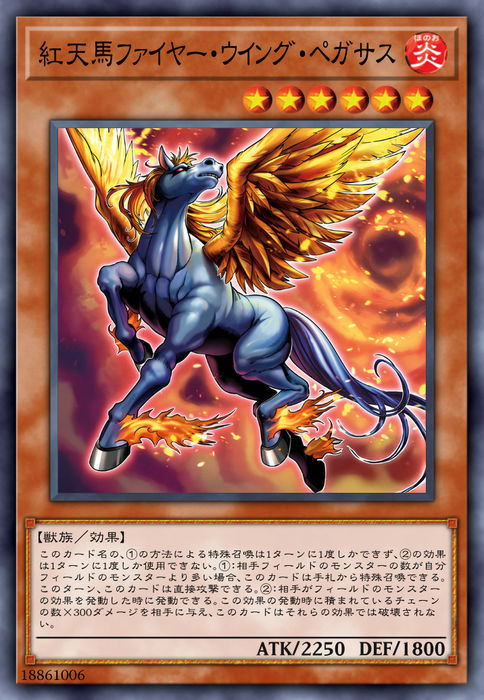 紅天馬ファイヤー・ウイング・ペガサス
ほのお
炎
【獣族／効果】
このカード名の、①の方法による特殊召喚は1ターンに1度しかできず、②の効果
は1ターンに1度しか使用できない。①:相手フィールドのモンスターの数が自分
フィールドのモンスターより多い場合、このカードは手札から特殊召喚できる。
このターン、このカードは直接攻撃できる。②:相手がフィールドのモンスター
の効果を発動した時に発動できる。この効果の発動時に積まれているチェーン
の数×300ダメージを相手に与え、このカードはそれらの効果では破壊されな
い。
ATK/2250 DEF/1800
18861006